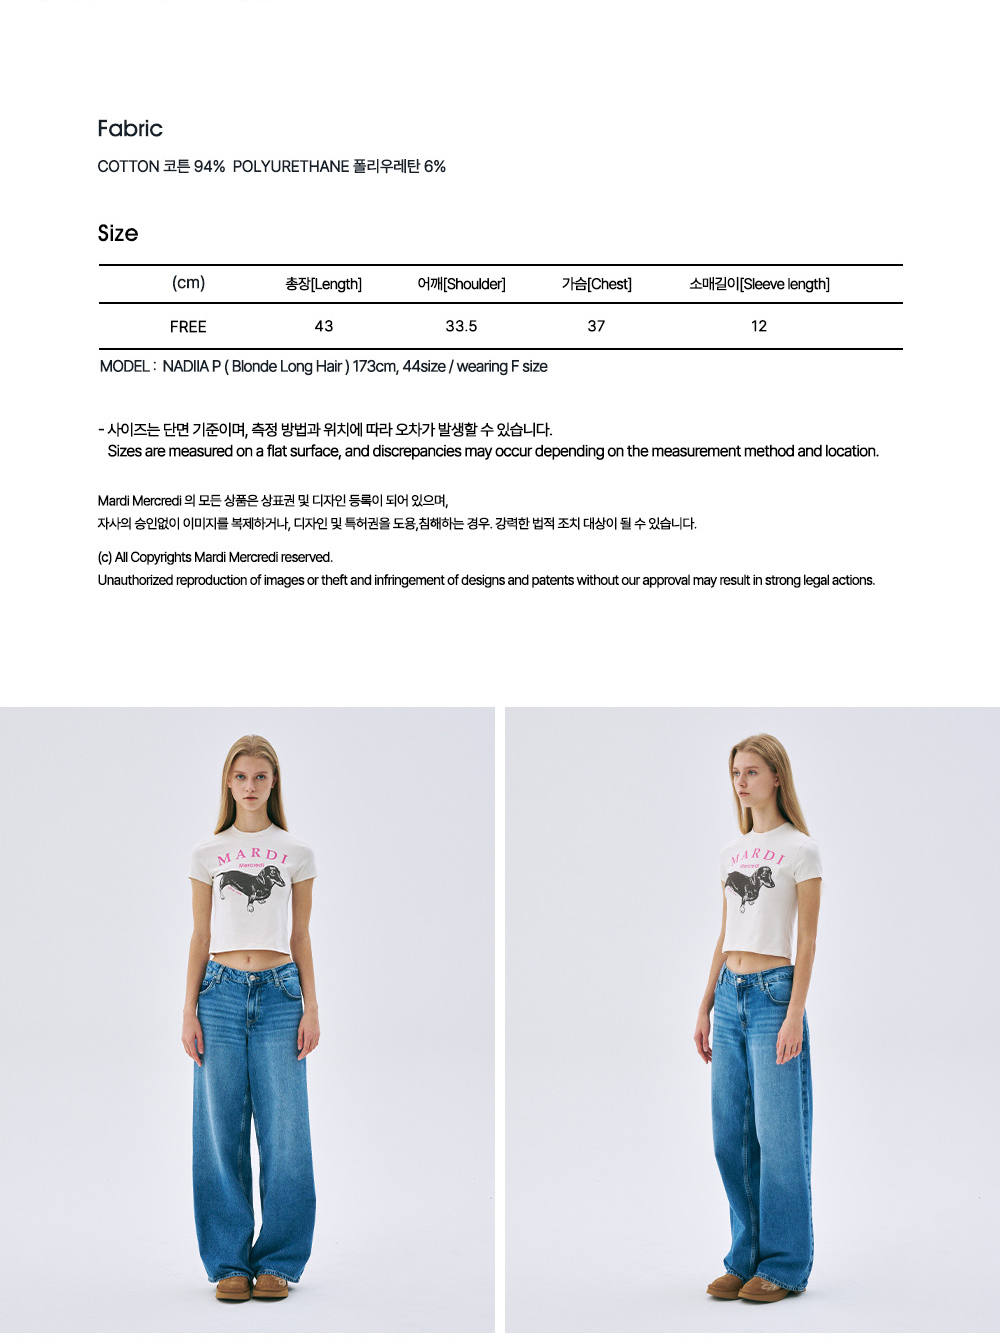 Fabric
COTTON 코튼 94% POLYURETHANE 폴리우레탄 6%
Size
(cm) 총장[Length] 어깨[Shoulder] 가슴[Chest] 소매길이[Sleeve length]
FREE 43 33.5 37 12
MODEL : NADIIA P ( Blonde Long Hair ) 173cm, 44size / wearing F size
- 사이즈는 단면 기준이며, 측정 방법과 위치에 따라 오차가 발생할 수 있습니다.
Sizes are measured on a flat surface, and discrepancies may occur depending on the measurement method and location.
Mardi Mercredi 의 모든 상품은 상표권 및 디자인 등록이 되어 있으며,
자사의 승인없이 이미지를 복제하거나, 디자인 및 특허권을 도용,침해하는 경우. 강력한 법적 조치 대상이 될 수 있습니다.
(c) All Copyrights Mardi Mercredi reserved.
Unauthorized reproduction of images or theft and infringement of designs and patents without our approval may result in strong legal actions.
MARDI
Mercredi
MARDI
Mercredi